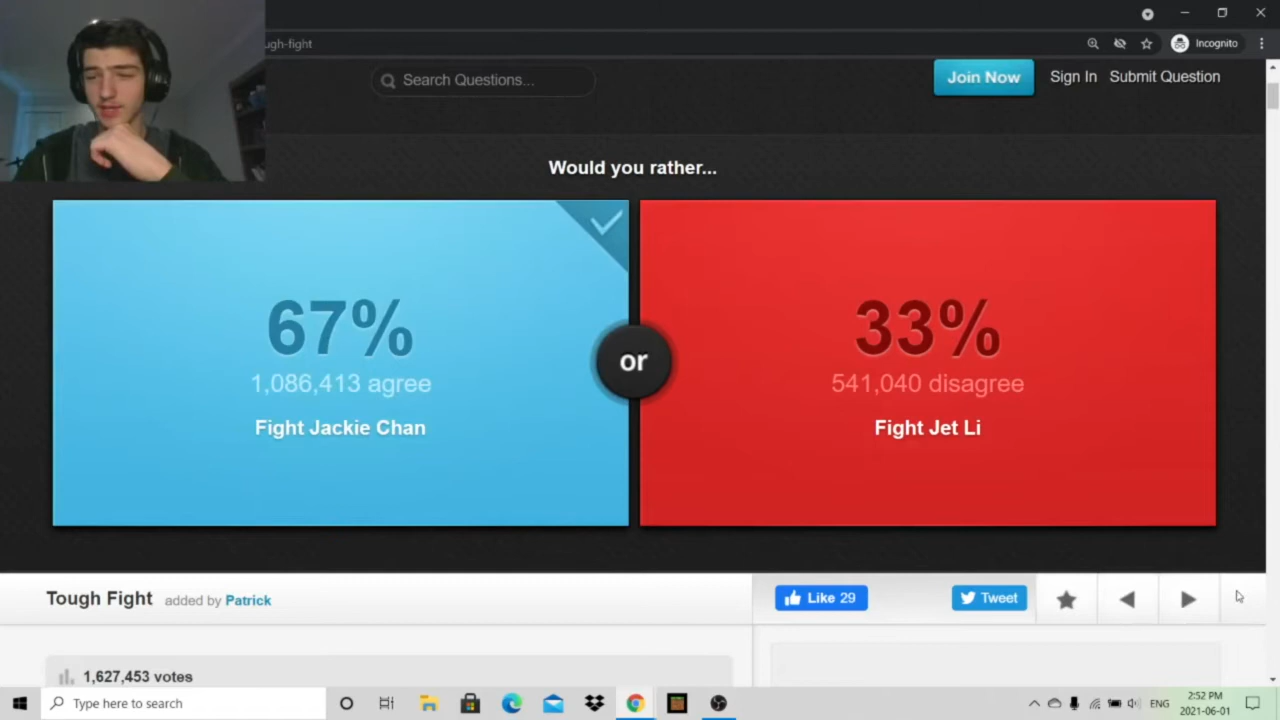 ugh-fight
Incognito
Search Questions...
Join Now
Sign In
Submit Question
Would you rather...
67%
1,086,413 agree
Fight Jackie Chan
or
33%
541,040 disagree
Fight Jet Li
Tough Fight added by Patrick
Like 29
Tweet
1,627,453 votes
Type here to search
ENG
2:52 PM
2021-06-01